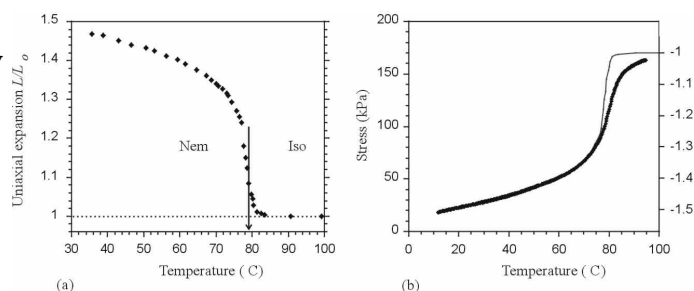 Uniaxial expansion L/Lo
1.5
1.4
1.3
1.2
1.1
1
Nem
Iso
30 40 50 60 70 80 90 100
Temperature ( C)
(a)
Stress (kPa)
200
150
100
50
0
0 20 40 60 80 100
Temperature ( C)
(b)
-1
-1.1
-1.2
-1.3
-1.4
-1.5